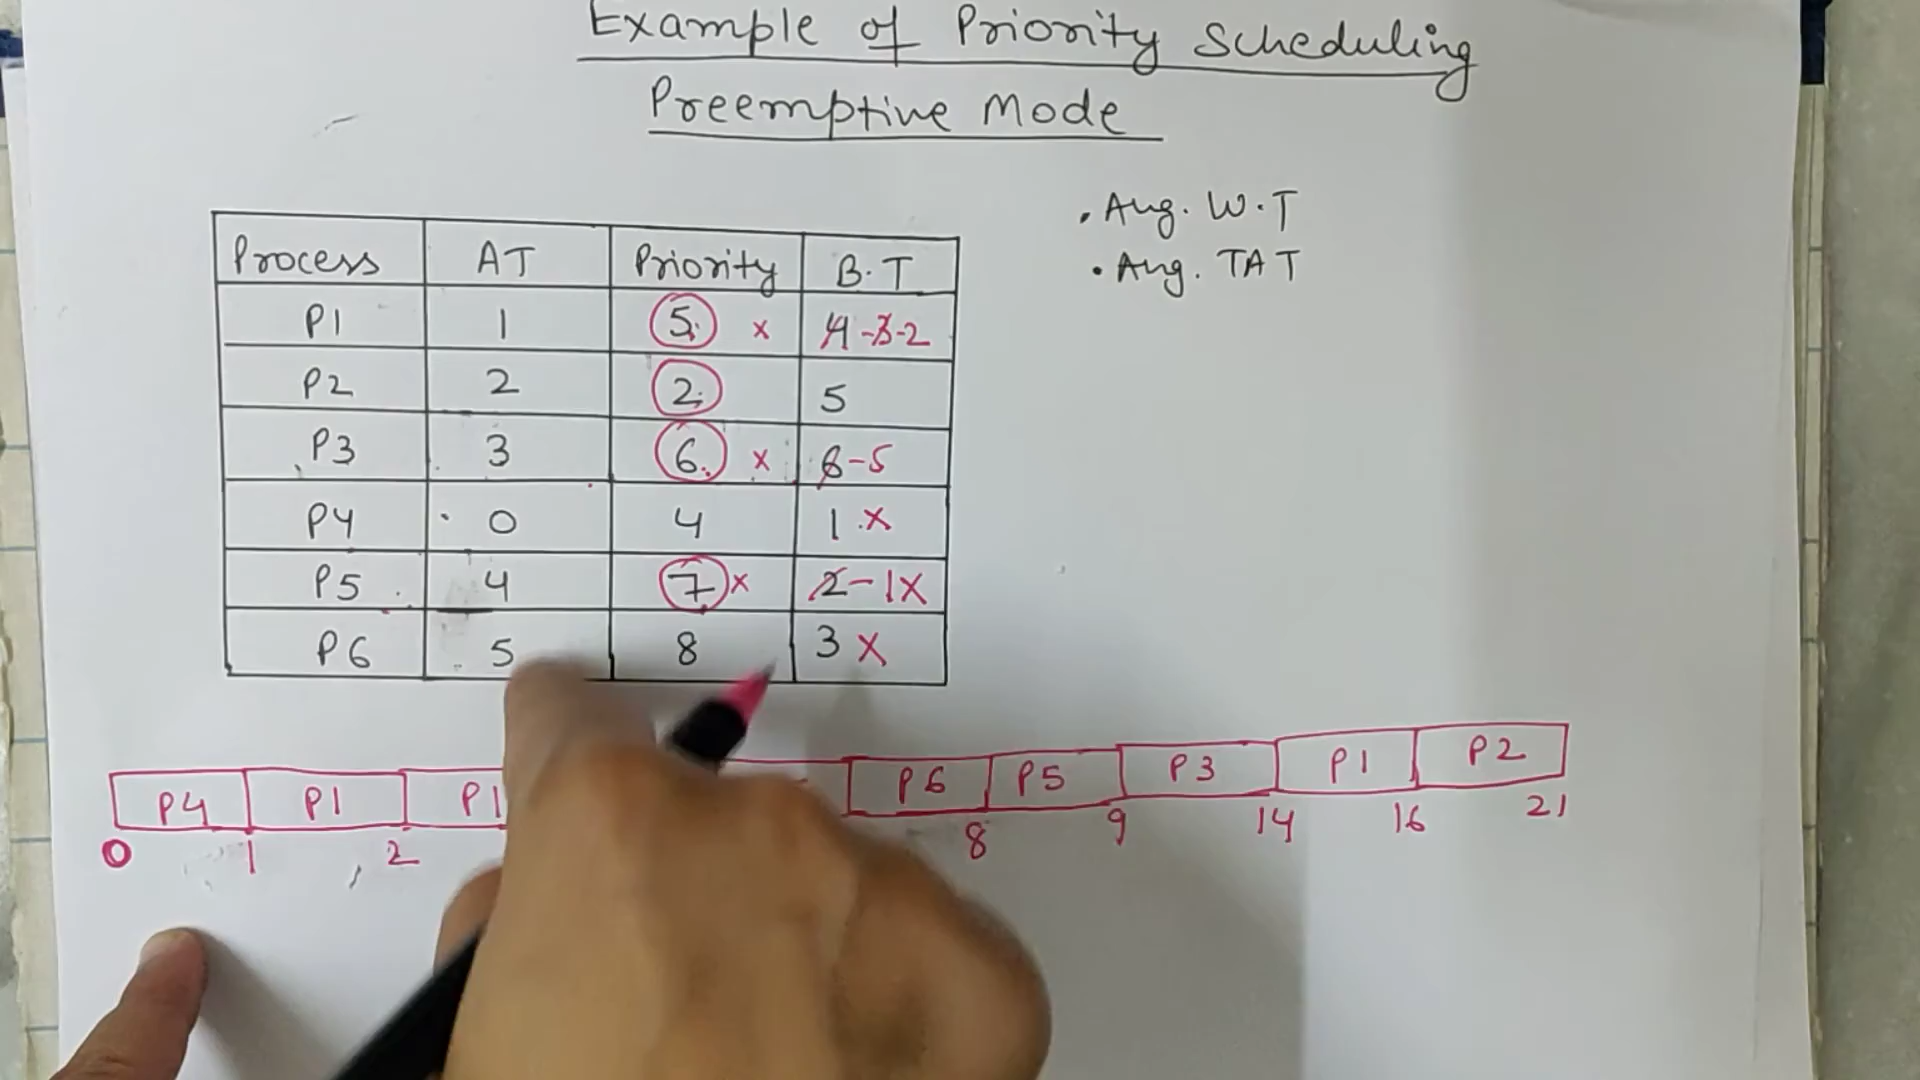 Example of Priority Scheduling
Preemptive Mode
. Avg. W.T
. Avg. TAT
Process AT Priority B.T
P1 1 5 x 4-3-2
P2 2 2 5
P3 3 6 x 6-5
P4 0 4 1 x
P5 4 7 x 2-1x
P6 5 8 3 x
P4 P1 P1 P6 P5 P3 P1 P2
0 1 2 8 9 14 16 21